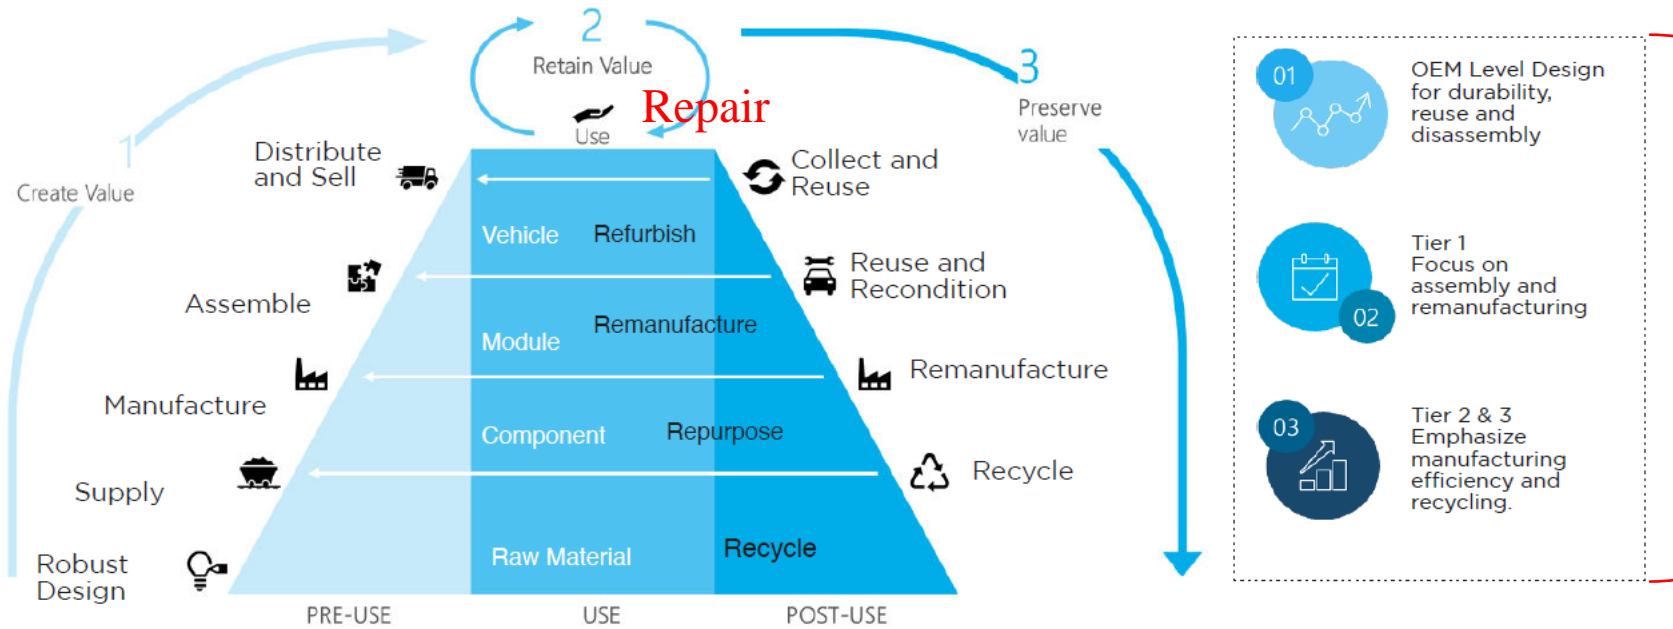 1
Create Value
2
Retain Value
Use
Repair
3
Preserve
value
Distribute
and Sell
Assemble
Manufacture
Supply
Robust
Design
Vehicle
Refurbish
Module
Remanufacture
Component
Repurpose
Raw Material
Recycle
Collect and
Reuse
Reuse and
Recondition
Remanufacture
Recycle
PRE-USE
USE
POST-USE
01
OEM Level Design
for durability,
reuse and
disassembly
02
Tier 1
Focus on
assembly and
remanufacturing
03
Tier 2 & 3
Emphasize
manufacturing
efficiency and
recycling.